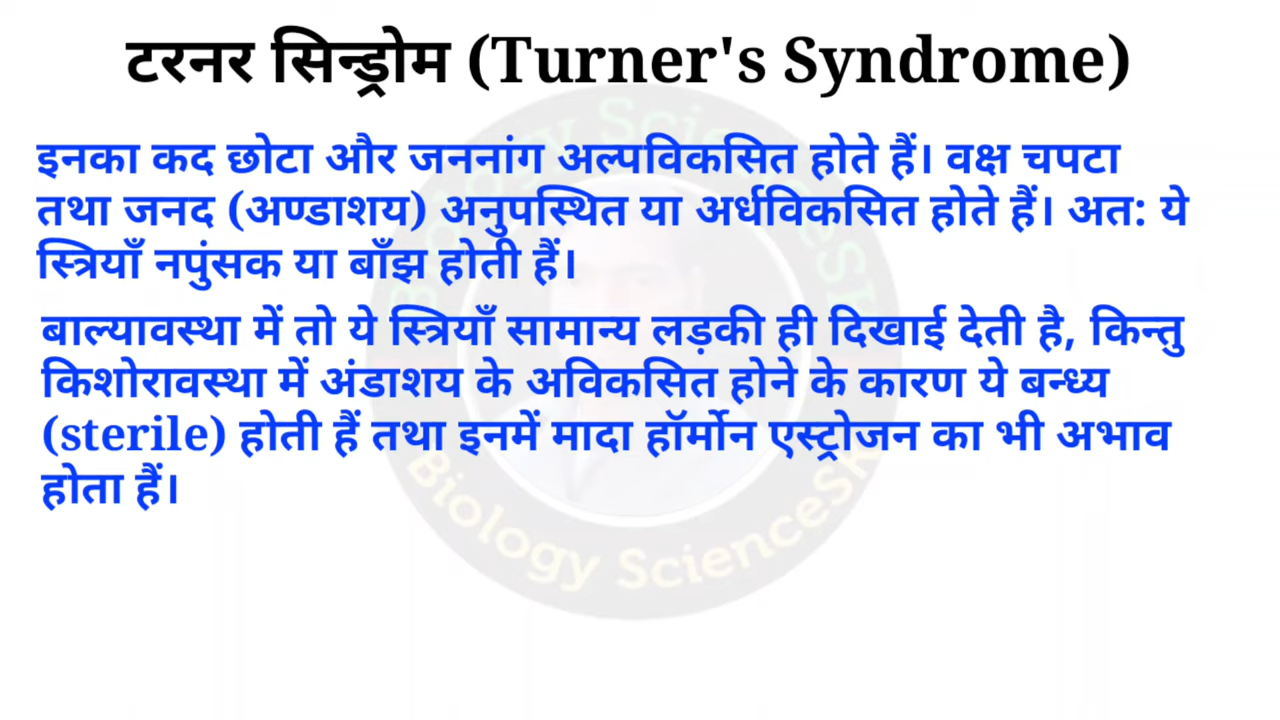 टरनर सिन्ड्रोम (Turner's Syndrome)
इनका कद छोटा और जननांग अल्पविकसित होते हैं। वक्ष चपटा
तथा जनद (अण्डाशय) अनुपस्थित या अर्धविकसित होते हैं। अत: ये
स्त्रियाँ नपुंसक या बाँझ होती हैं।
बाल्यावस्था में तो ये स्त्रियाँ सामान्य लड़की ही दिखाई देती है, किन्तु
किशोरावस्था में अंडाशय के अविकसित होने के कारण ये बन्ध्य
(sterile) होती हैं तथा इनमें मादा हॉर्मोन एस्ट्रोजन का भी अभाव
होता हैं।
Biology